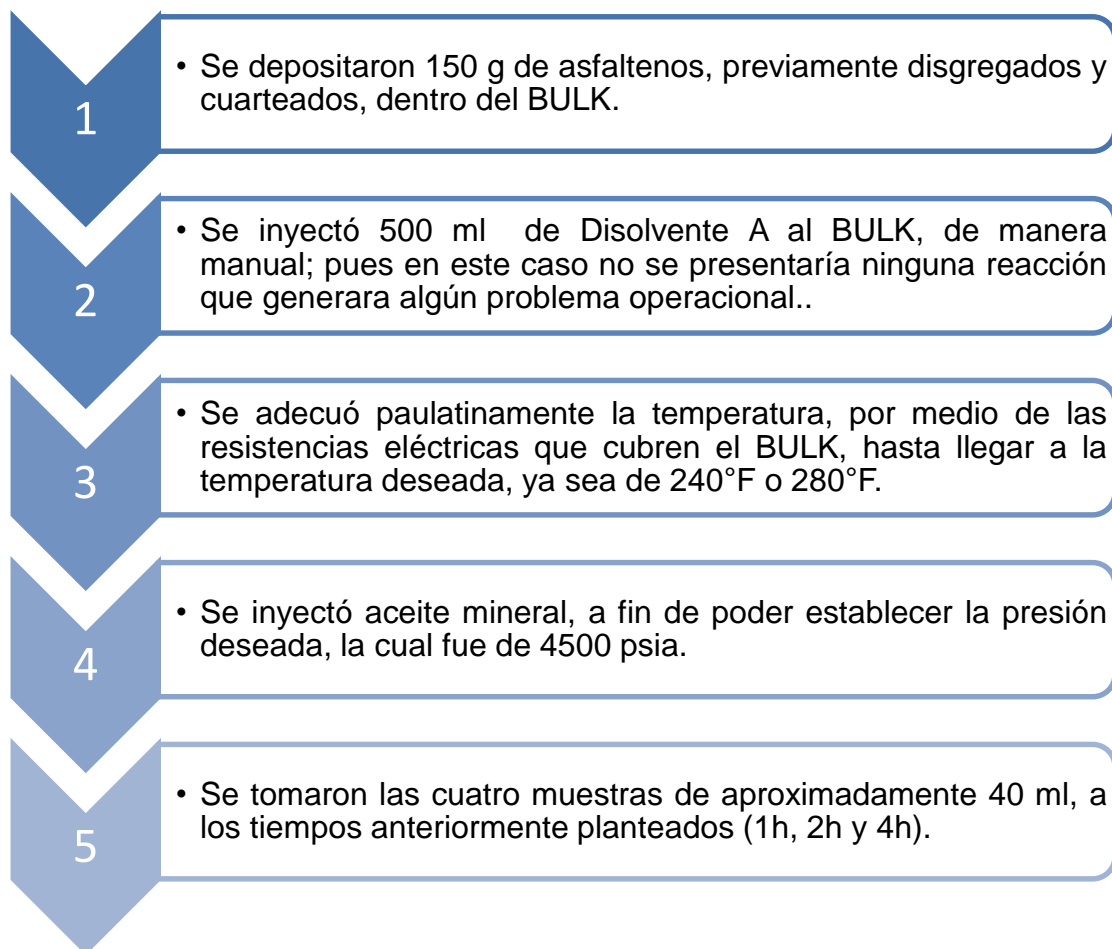 1
• Se depositaron 150 g de asfaltenos, previamente disgregados y
cuarteados, dentro del BULK.
2
• Se inyectó 500 ml de Disolvente A al BULK, de manera
manual; pues en este caso no se presentaría ninguna reacción
que generara algún problema operacional..
3
• Se adecuó paulatinamente la temperatura, por medio de las
resistencias eléctricas que cubren el BULK, hasta llegar a la
temperatura deseada, ya sea de 240°F o 280°F.
4
• Se inyectó aceite mineral, a fin de poder establecer la presión
deseada, la cual fue de 4500 psia.
5
• Se tomaron las cuatro muestras de aproximadamente 40 ml, a
los tiempos anteriormente planteados (1h, 2h y 4h).